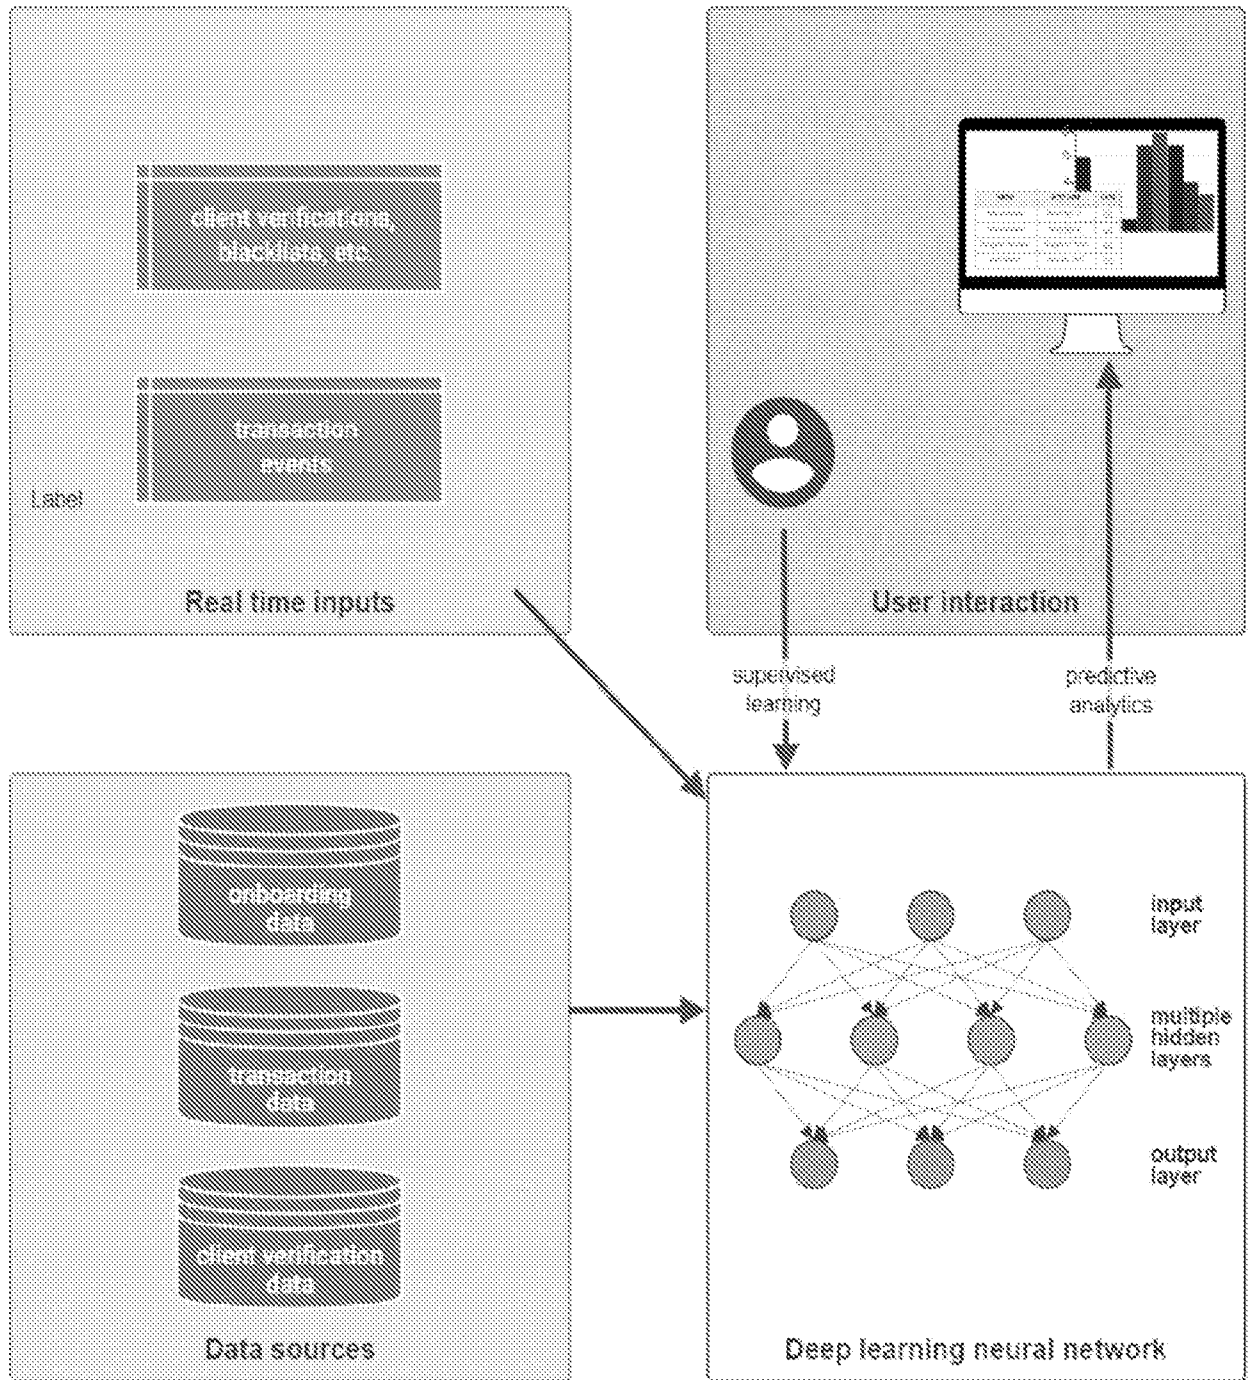 client verifications,
blacklists, etc.
transaction
events
Label
Real time inputs
User interaction
supervised
learning
predictive
analytics
onboarding
data
transaction
data
client verification
data
Data sources
input
layer
multiple
hidden
layers
output
layer
Deep learning neural network